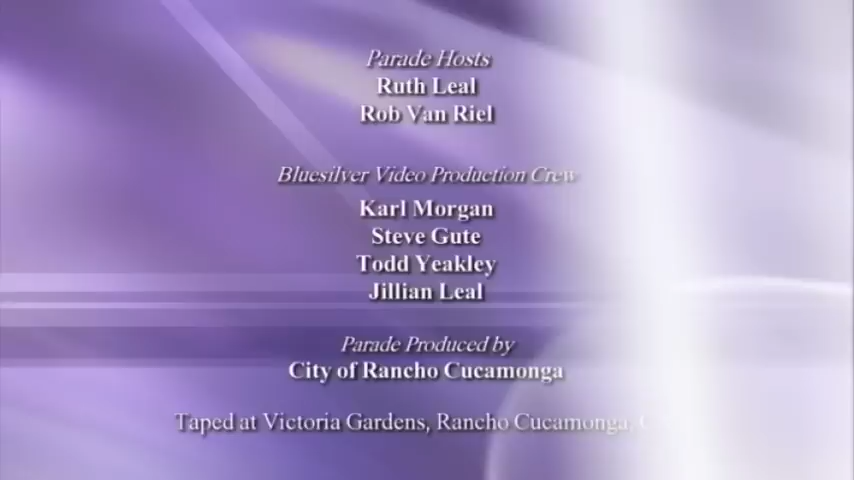 Parade Hosts
Ruth Leal
Rob Van Riel
Bluesilver Video Production Crew
Karl Morgan
Steve Gute
Todd Yeakley
Jillian Leal
Parade Produced by
City of Rancho Cucamonga
Taped at Victoria Gardens, Rancho Cucamonga,